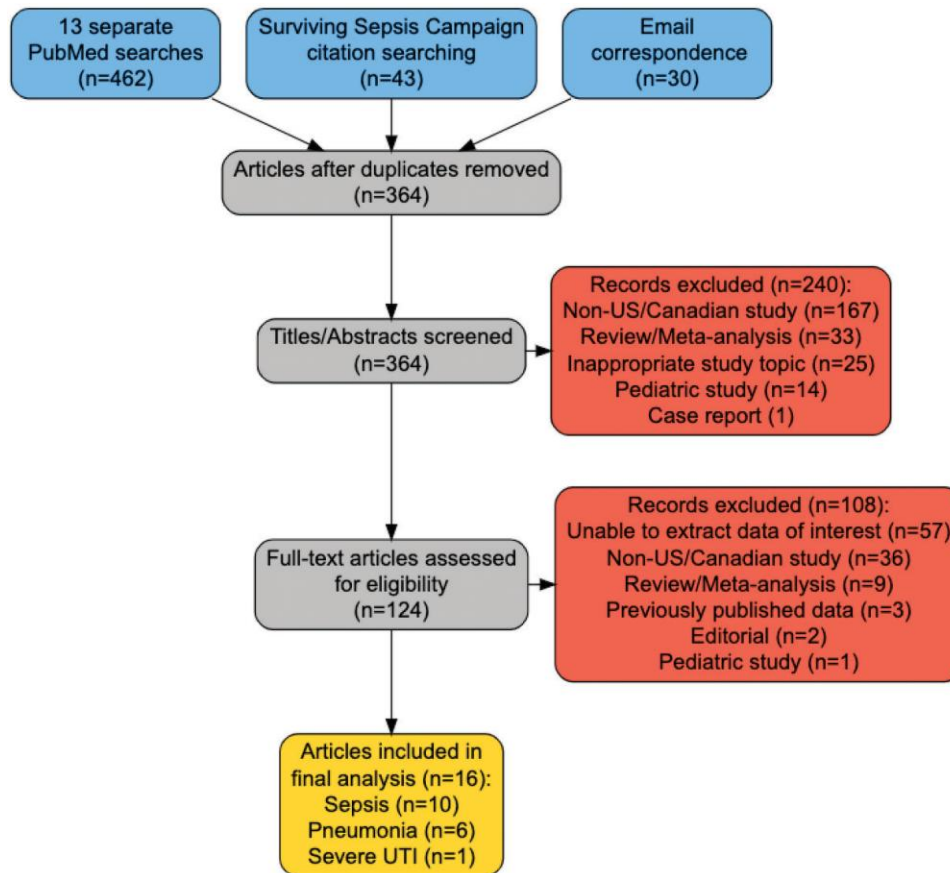 13 separate
PubMed searches
(n=462)
Surviving Sepsis Campaign
citation searching
(n=43)
Email
correspondence
(n=30)
Articles after duplicates removed
(n=364)
Titles/Abstracts screened
(n=364)
Records excluded (n=240):
Non-US/Canadian study (n=167)
Review/Meta-analysis (n=33)
Inappropriate study topic (n=25)
Pediatric study (n=14)
Case report (1)
Full-text articles assessed
for eligibility
(n=124)
Records excluded (n=108):
Unable to extract data of interest (n=57)
Non-US/Canadian study (n=36)
Review/Meta-analysis (n=9)
Previously published data (n=3)
Editorial (n=2)
Pediatric study (n=1)
Articles included in
final analysis (n=16):
Sepsis (n=10)
Pneumonia (n=6)
Severe UTI (n=1)